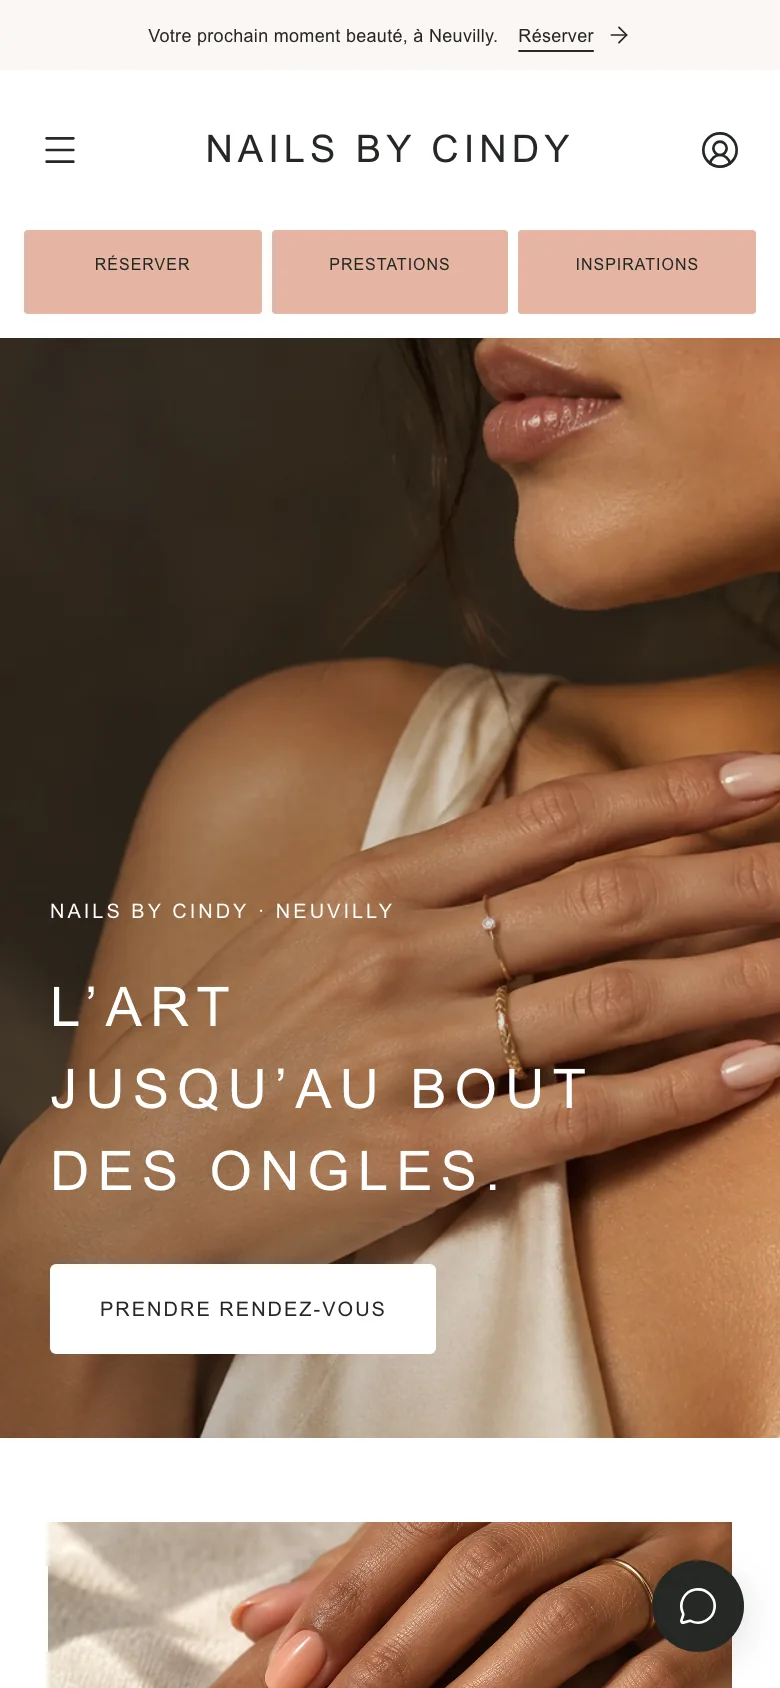 Votre prochain moment beauté, à Neuvilly. Réserver
NAILS BY CINDY
RÉSERVER
PRESTATIONS
INSPIRATIONS
NAILS BY CINDY · NEUVILLY
L’ART
JUSQU’AU BOUT
DES ONGLES.
PRENDRE RENDEZ-VOUS